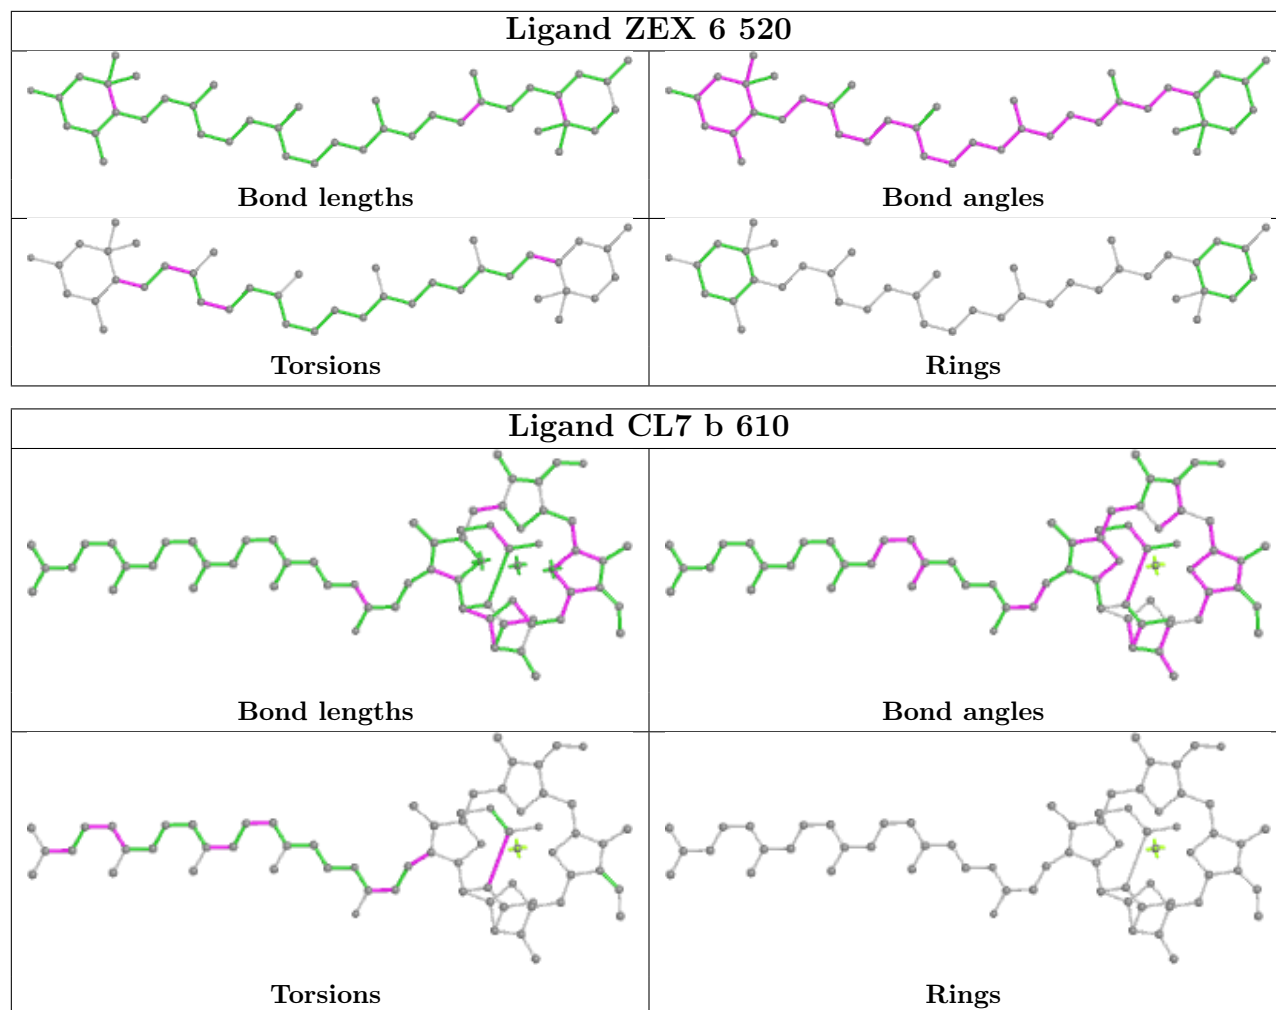 Ligand ZEX 6 520
Bond lengths
Bond angles
Torsions
Rings
Ligand CL7 b 610
Bond lengths
Bond angles
Torsions
Rings